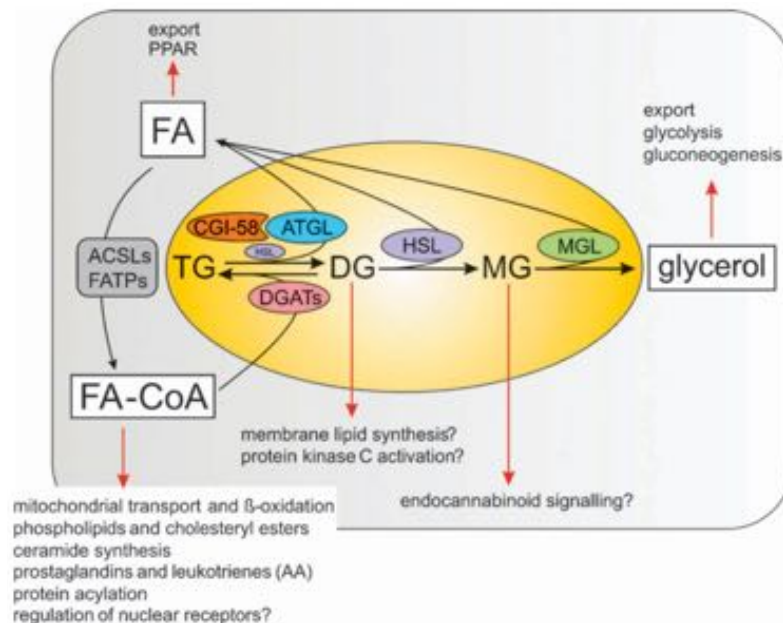 export
PPAR
FA
export
glycolysis
gluconeogenesis
CGI-58
ATGL
HSL
HSL
MGL
ACSLs
FATPs
TG
DG
MG
glycerol
DGATs
FA-CoA
membrane lipid synthesis?
protein kinase C activation?
endocannabinoid signalling?
mitochondrial transport and ß-oxidation
phospholipids and cholesteryl esters
ceramide synthesis
prostaglandins and leukotrienes (AA)
protein acylation
regulation of nuclear receptors?